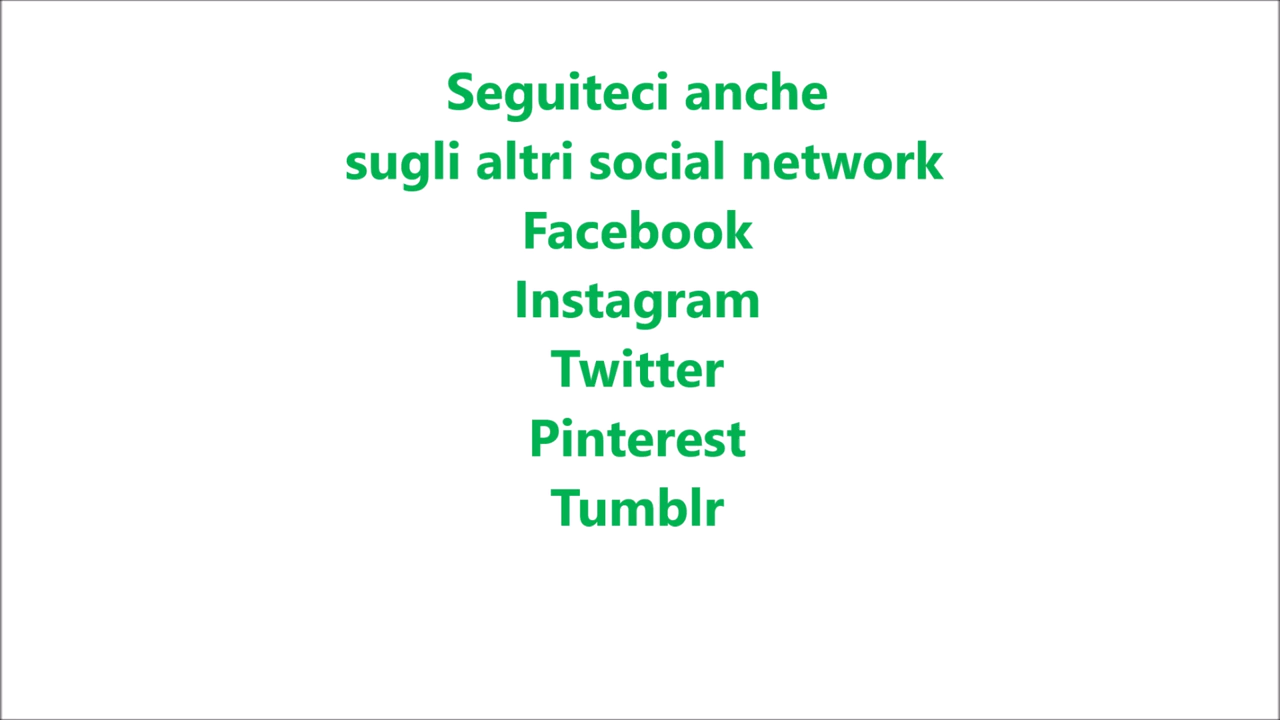 Seguiteci anche
sugli altri social network
Facebook
Instagram
Twitter
Pinterest
Tumblr